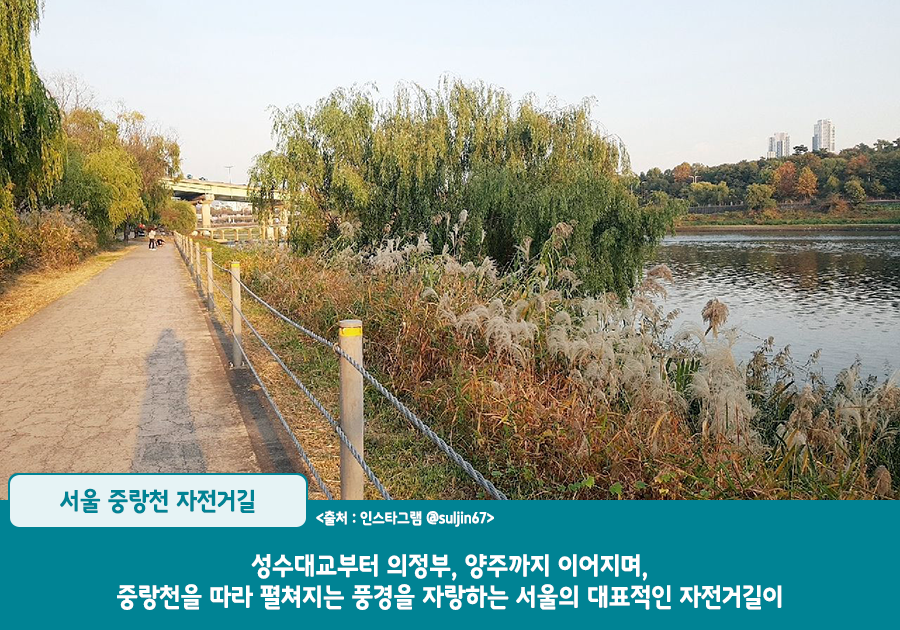 서울 중랑천 자전거길
<출처 : 인스타그램 @suljin67>
성수대교부터 의정부, 양주까지 이어지며,
중랑천을 따라 펼쳐지는 풍경을 자랑하는 서울의 대표적인 자전거길이